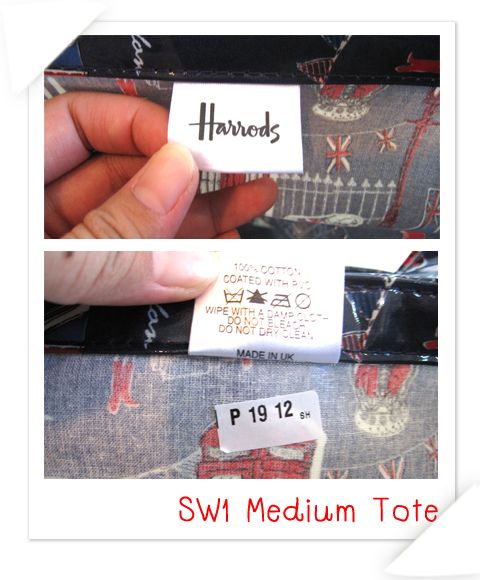 Harrods
100% COTTON
COATED WITH PVC
WIPE WITH A DAMP CLOTH
DO NOT BLEACH
DO NOT DRY CLEAN
MADE IN UK
P 19 12 SH
SW1 Medium Tote